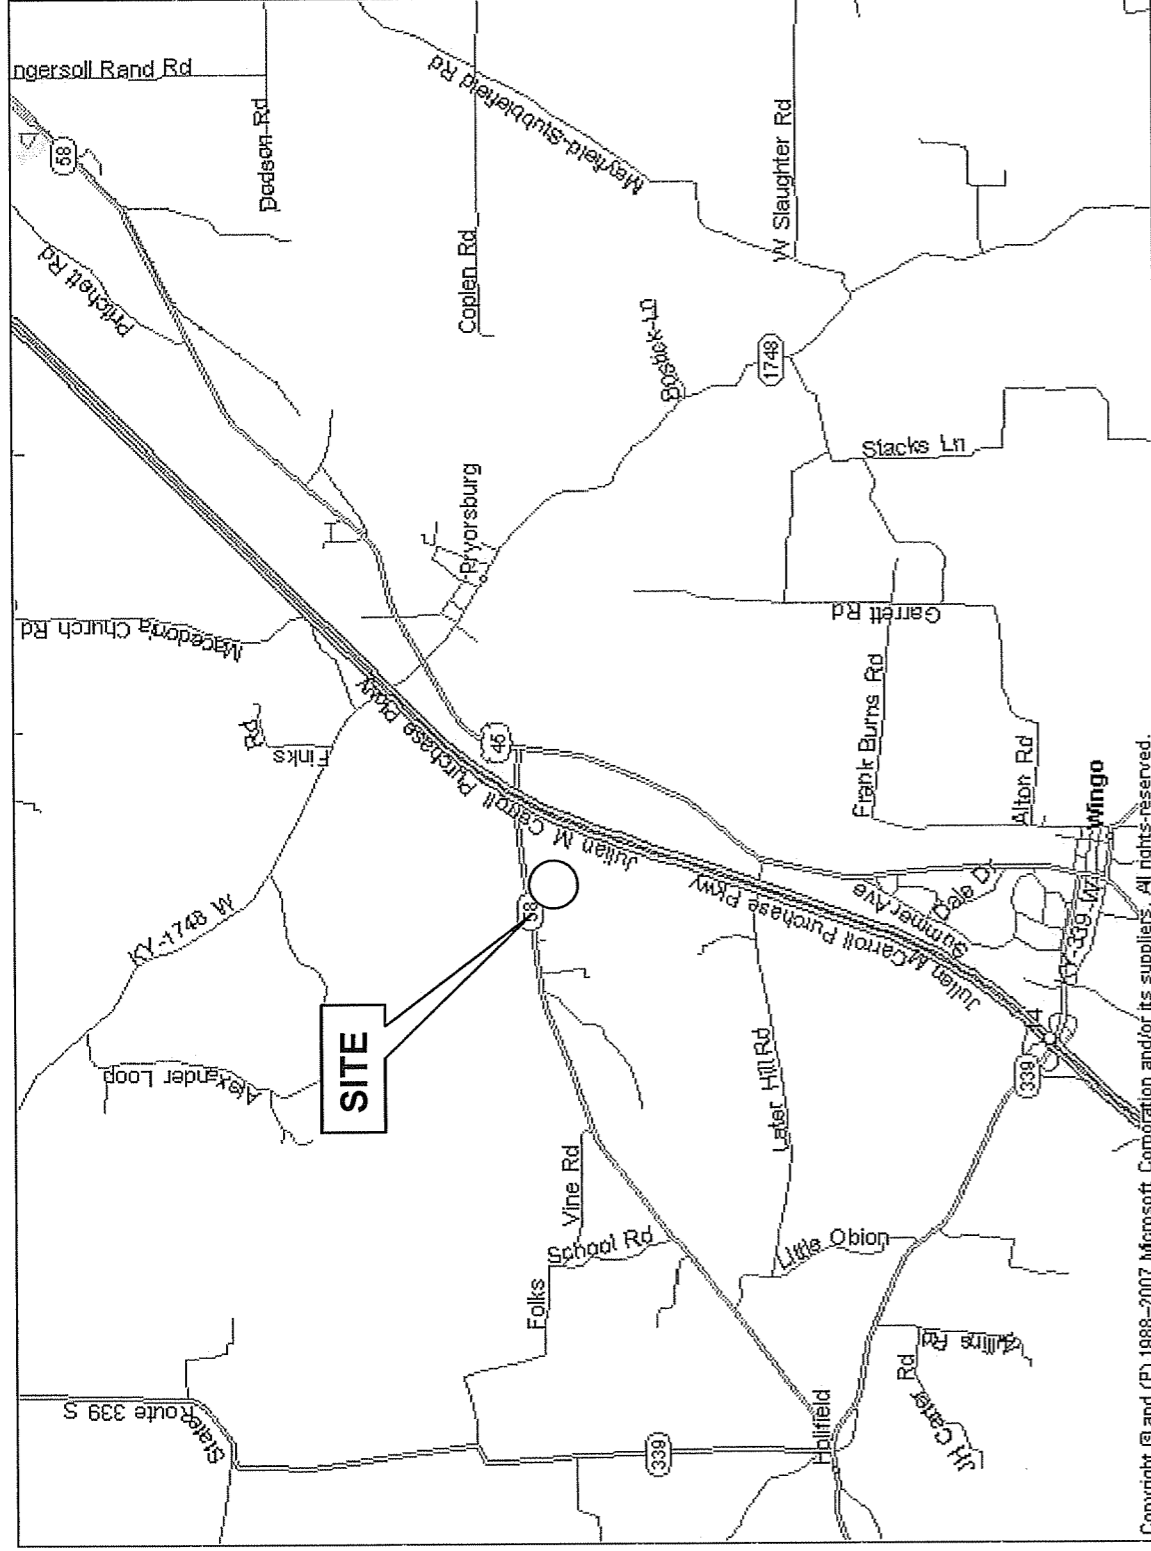 State Route 339 S
JH Carter Rd
Holifield
339
Folks
School Rd
Vine Rd
Little Obion
Later Hill Rd
SITE
Alexander Loop
KY-1748 W
58
339
14
Julian M Carroll Purchase Pkwy
Julian M Carroll Purchase Pkwy
Summer Ave
Dale Dr
Wingo
Alton Rd
Frank Burns Rd
Garrett Rd
45
Finks Rd
Macedonia Church Rd
Pryorsburg
Stacks Ln
1748
Bostick Ln
Coplen Rd
W Slaughter Rd
Mayfield-Stubblefield Rd
Pritchett Rd
58
Dodson Rd
ngersoll Rand Rd
Copyright © and (P) 1988–2007 Microsoft Corporation and/or its suppliers. All rights reserved.